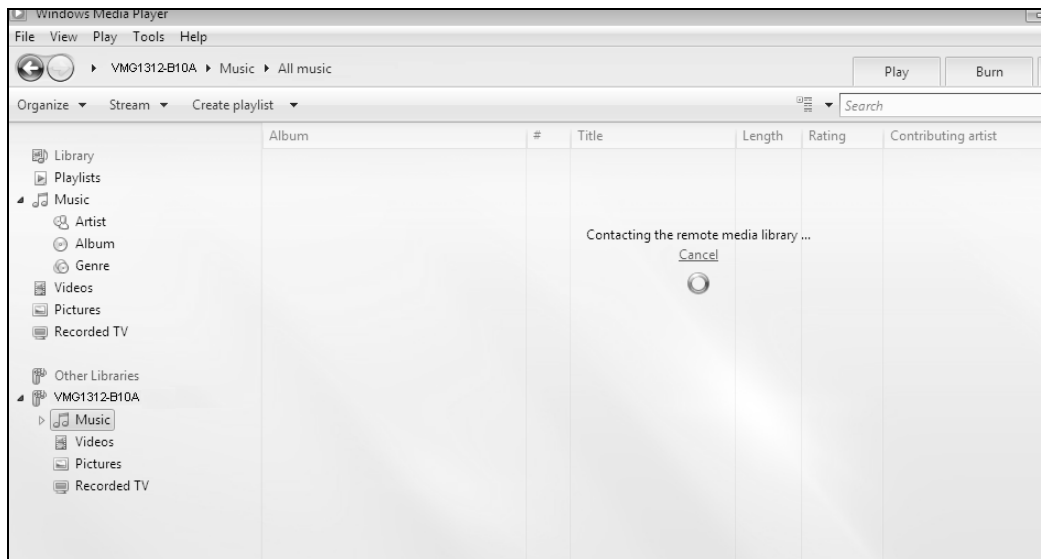 Windows Media Player
File View Play Tools Help
VMG1312-B10A Music All music
Play Burn
Organize Stream Create playlist
Search
Album # Title Length Rating Contributing artist
Library
Playlists
Music
Artist
Album
Genre
Videos
Pictures
Recorded TV
Other Libraries
VMG1312-B10A
Music
Videos
Pictures
Recorded TV
Contacting the remote media library ...
Cancel